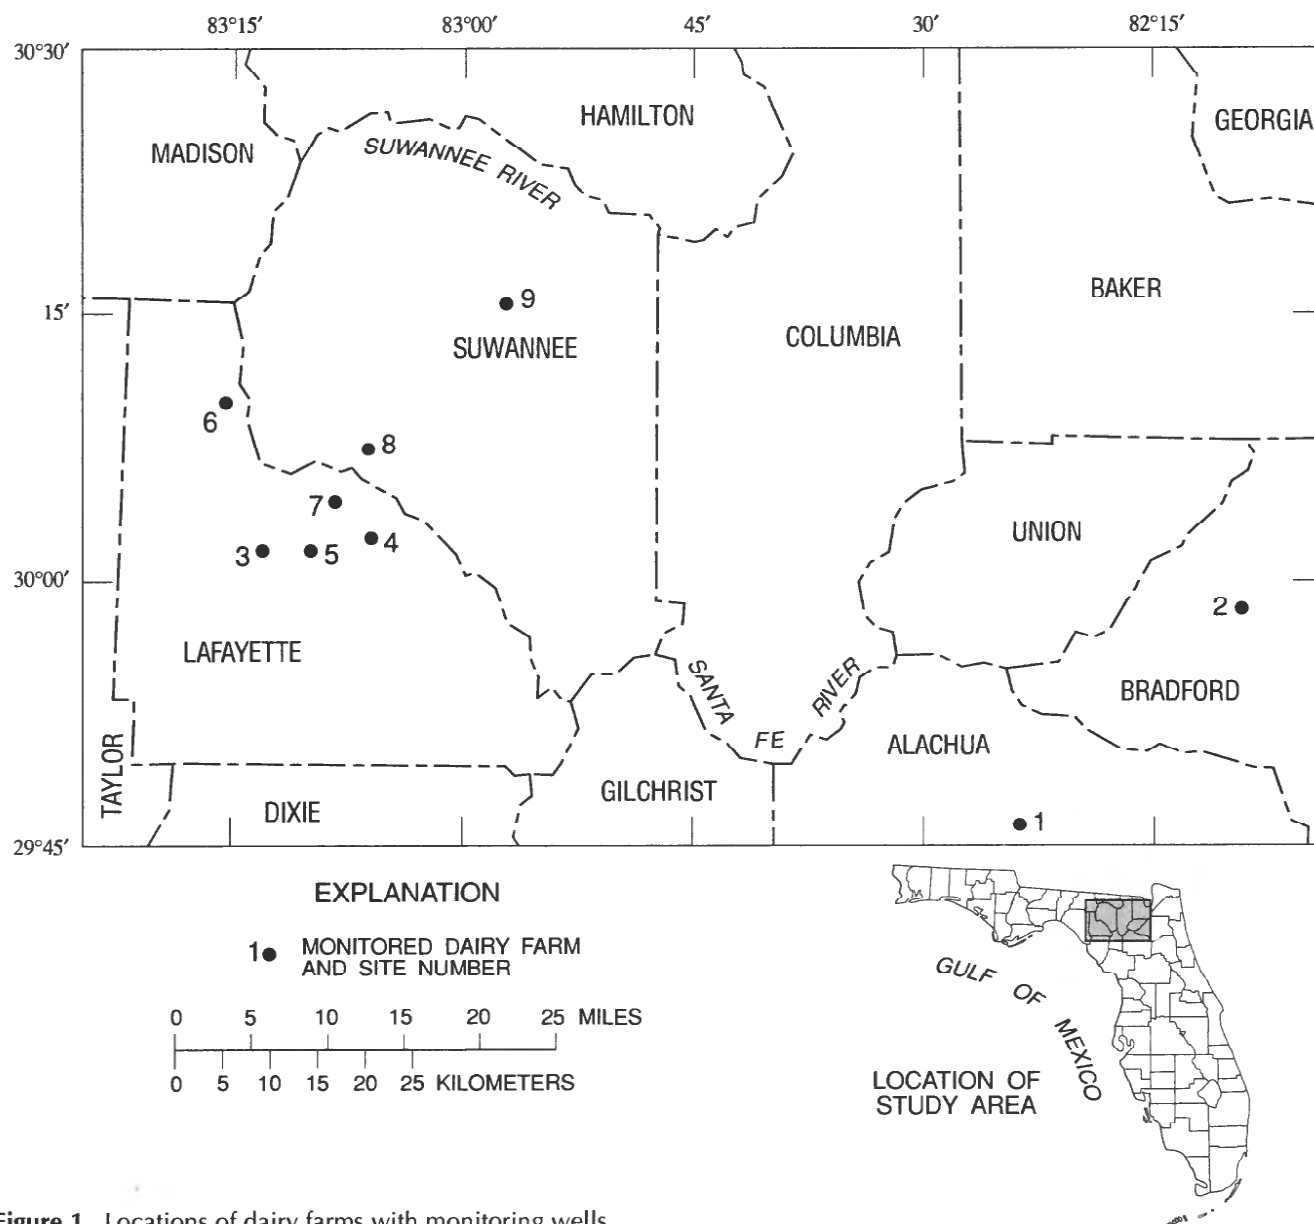 83°15′ 83°00′ 45′ 30′ 82°15′
30°30′
HAMILTON
GEORGIA
MADISON
SUWANNEE RIVER
BAKER
9
15′
COLUMBIA
SUWANNEE
6
8
7
UNION
4
3
5
30°00′
2
LAFAYETTE
SANTA FE RIVER
BRADFORD
ALACHUA
TAYLOR
GILCHRIST
DIXIE
1
29°45′
EXPLANATION
1 MONITORED DAIRY FARM
AND SITE NUMBER
0 5 10 15 20 25 MILES
0 5 10 15 20 25 KILOMETERS
GULF OF MEXICO
LOCATION OF
STUDY AREA
Figure 1. Locations of dairy farms with monitoring wells